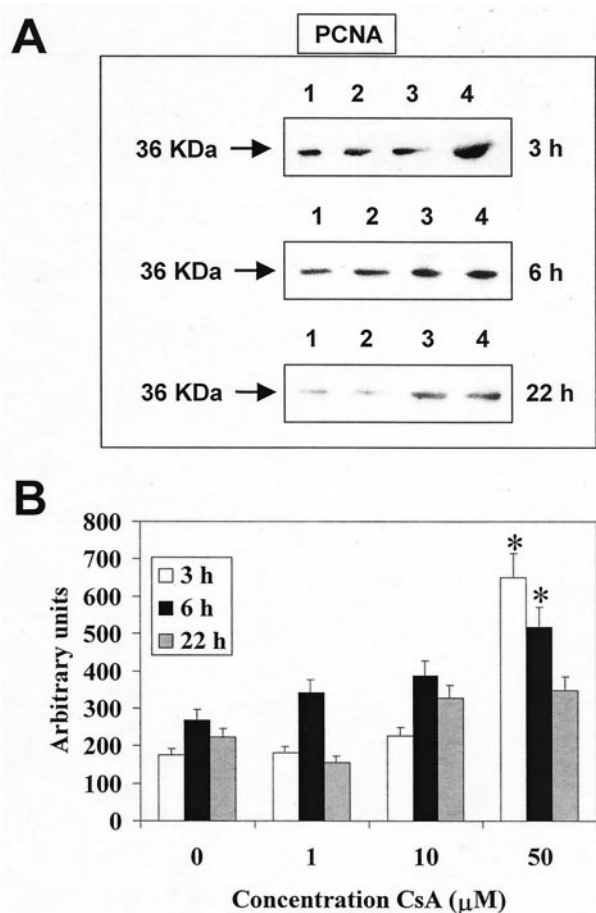 A
PCNA
1 2 3 4
36 KDa 3 h
1 2 3 4
36 KDa 6 h
1 2 3 4
36 KDa 22 h
B
800
700
600
500
400
300
200
100
0
Arbitrary units
3 h
6 h
22 h
* *
0 1 10 50
Concentration CsA (μM)